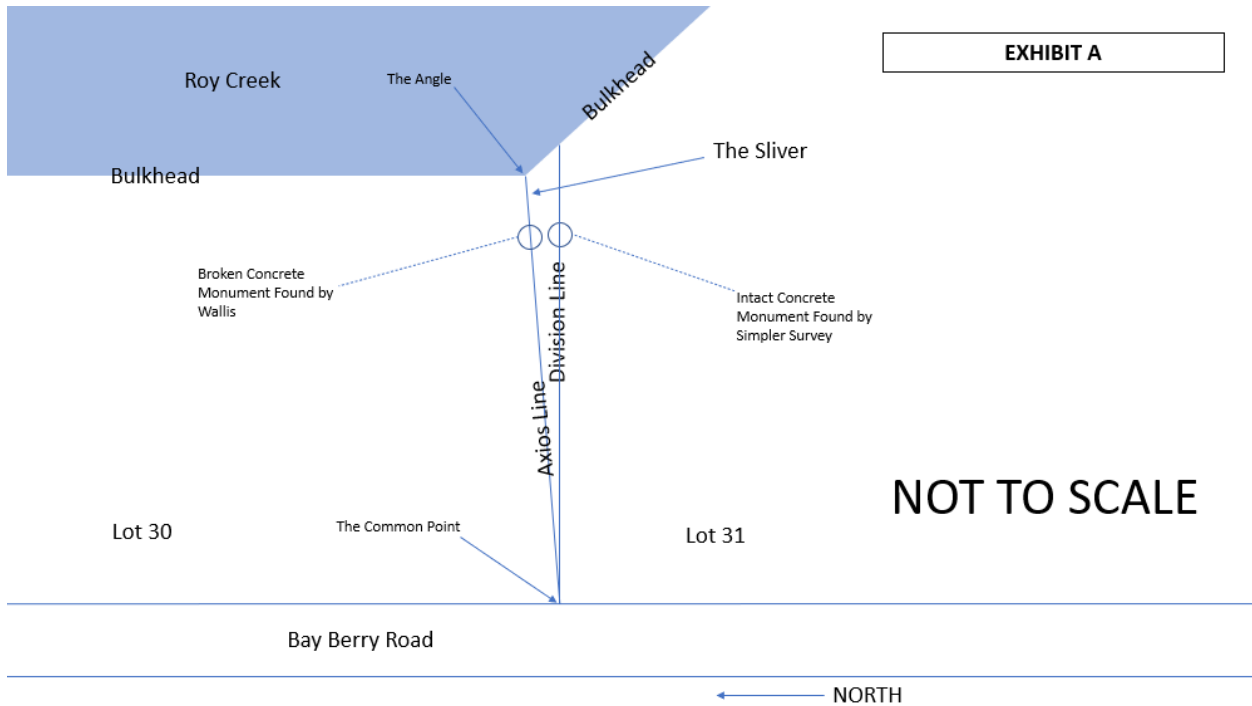 EXHIBIT A
Roy Creek
The Angle
Bulkhead
The Sliver
Bulkhead
Broken Concrete
Monument Found by
Wallis
Division Line
Intact Concrete
Monument Found by
Simpler Survey
Axios Line
NOT TO SCALE
The Common Point
Lot 30
Lot 31
Bay Berry Road
NORTH